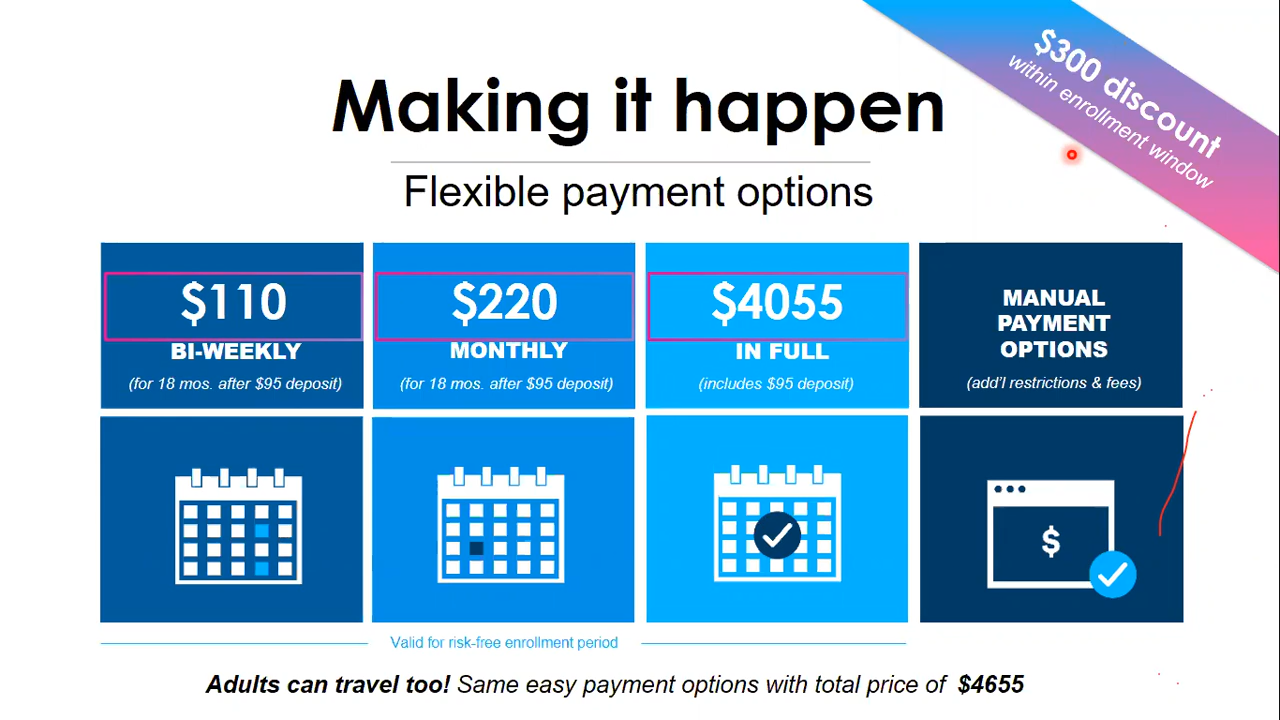 $300 discount
within enrollment window
Making it happen
Flexible payment options
$110
BI-WEEKLY
(for 18 mos. after $95 deposit)
$220
MONTHLY
(for 18 mos. after $95 deposit)
$4055
IN FULL
(includes $95 deposit)
MANUAL
PAYMENT
OPTIONS
(add'l restrictions & fees)
$
Valid for risk-free enrollment period
Adults can travel too! Same easy payment options with total price of $4655